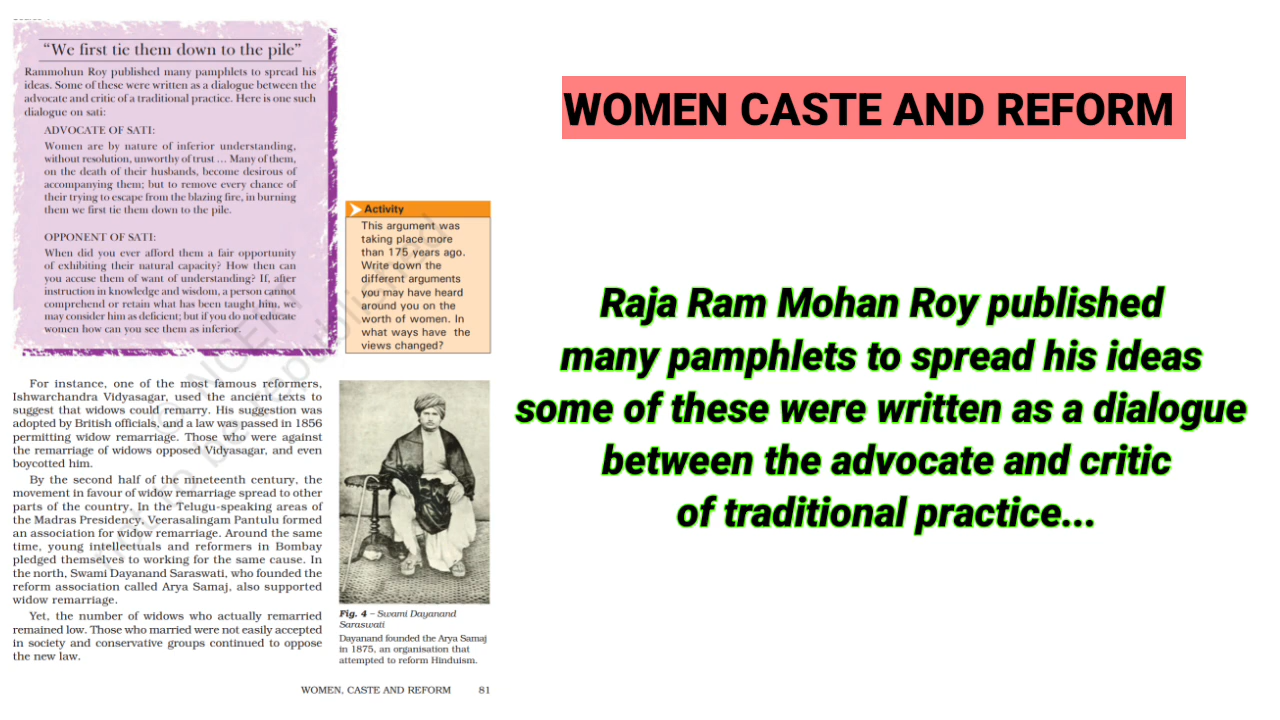 “We first tie them down to the pile”
Rammohun Roy published many pamphlets to spread his
ideas. Some of these were written as a dialogue between the
advocate and critic of a traditional practice. Here is one such
dialogue on sati:
ADVOCATE OF SATI:
Women are by nature of inferior understanding,
without resolution, unworthy of trust … Many of them,
on the death of their husbands, become desirous of
accompanying them; but to remove every chance of
their trying to escape from the blazing fire, in burning
them we first tie them down to the pile.
OPPONENT OF SATI:
When did you ever afford them a fair opportunity
of exhibiting their natural capacity? How then can
you accuse them of want of understanding? If, after
instruction in knowledge and wisdom, a person cannot
comprehend or retain what has been taught him, we
may consider him as deficient; but if you do not educate
women how can you see them as inferior.
Activity
This argument was
taking place more
than 175 years ago.
Write down the
different arguments
you may have heard
around you on the
worth of women. In
what ways have the
views changed?
For instance, one of the most famous reformers,
Ishwarchandra Vidyasagar, used the ancient texts to
suggest that widows could remarry. His suggestion was
adopted by British officials, and a law was passed in 1856
permitting widow remarriage. Those who were against
the remarriage of widows opposed Vidyasagar, and even
boycotted him.
By the second half of the nineteenth century, the
movement in favour of widow remarriage spread to other
parts of the country. In the Telugu-speaking areas of
the Madras Presidency, Veerasalingam Pantulu formed
an association for widow remarriage. Around the same
time, young intellectuals and reformers in Bombay
pledged themselves to working for the same cause. In
the north, Swami Dayanand Saraswati, who founded the
reform association called Arya Samaj, also supported
widow remarriage.
Yet, the number of widows who actually remarried
remained low. Those who married were not easily accepted
in society and conservative groups continued to oppose
the new law.
Fig. 4 – Swami Dayanand
Saraswati
Dayanand founded the Arya Samaj
in 1875, an organisation that
attempted to reform Hinduism.
WOMEN, CASTE AND REFORM 81
WOMEN CASTE AND REFORM
Raja Ram Mohan Roy published
many pamphlets to spread his ideas
some of these were written as a dialogue
between the advocate and critic
of traditional practice...